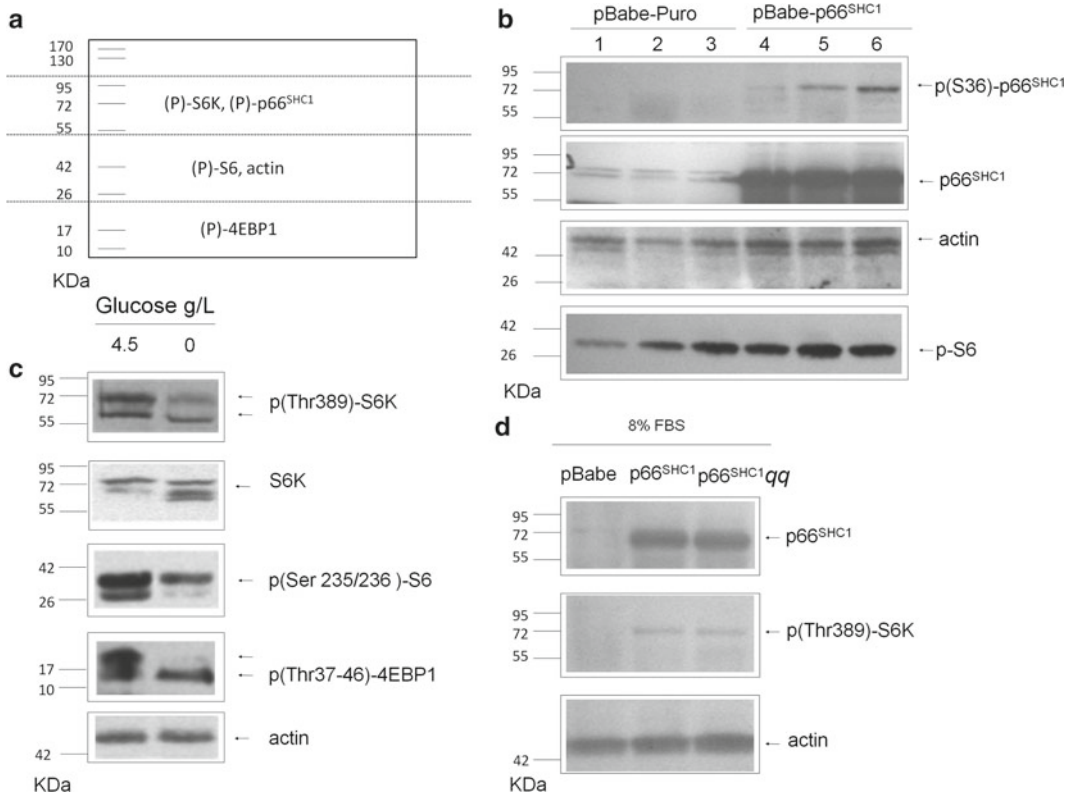 a
170
130
95
72
55
42
26
17
10
KDa
(P)-S6K, (P)-p66SHC1
(P)-S6, actin
(P)-4EBP1
b
pBabe-Puro pBabe-p66SHC1
1 2 3 4 5 6
95
72
55
p(S36)-p66SHC1
95
72
55
p66SHC1
42
26
actin
42
26
p-S6
KDa
Glucose g/L
4.5 0
c
95
72
55
p(Thr389)-S6K
95
72
55
S6K
42
26
p(Ser 235/236 )-S6
17
10
p(Thr37-46)-4EBP1
42
actin
KDa
d
8% FBS
pBabe p66SHC1 p66SHC1qq
95
72
55
p66SHC1
95
72
55
p(Thr389)-S6K
42
actin
KDa